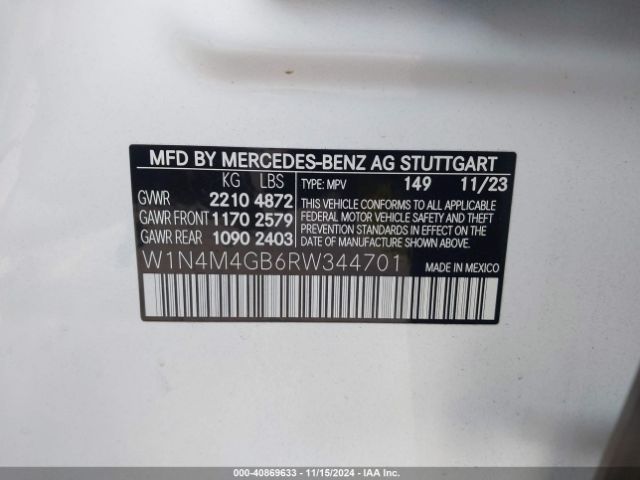 MFD BY MERCEDES-BENZ AG STUTTGART
KG LBS
GVWR 2210 4872
GAWR FRONT 1170 2579
GAWR REAR 1090 2403
TYPE: MPV 149 11/23
THIS VEHICLE CONFORMS TO ALL APPLICABLE
FEDERAL MOTOR VEHICLE SAFETY AND THEFT
PREVENTION STANDARDS IN EFFECT ON THE DATE
OF MANUFACTURE SHOWN ABOVE.
W1N4M4GB6RW344701
MADE IN MEXICO
000-40869633 - 11/15/2024 - IAAI.COM